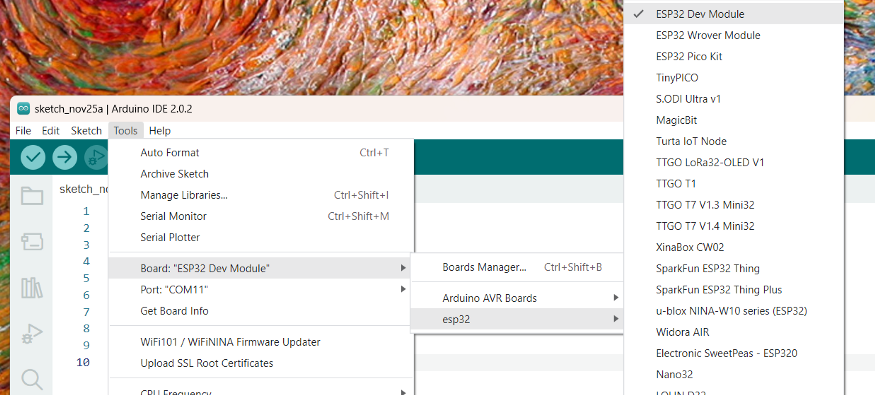 sketch_nov25a | Arduino IDE 2.0.2
File Edit Sketch Tools Help
sketch_no
1
2
3
4
5
6
7
8
9
10
Auto Format Ctrl+T
Archive Sketch
Manage Libraries... Ctrl+Shift+I
Serial Monitor Ctrl+Shift+M
Serial Plotter
Board: "ESP32 Dev Module"
Port: "COM11"
Get Board Info
WiFi101 / WiFiNINA Firmware Updater
Upload SSL Root Certificates
CPU Frequency
Boards Manager... Ctrl+Shift+B
Arduino AVR Boards
esp32
ESP32 Dev Module
ESP32 Wrover Module
ESP32 Pico Kit
TinyPICO
S.ODI Ultra v1
MagicBit
Turta IoT Node
TTGO LoRa32-OLED V1
TTGO T1
TTGO T7 V1.3 Mini32
TTGO T7 V1.4 Mini32
XinaBox CW02
SparkFun ESP32 Thing
SparkFun ESP32 Thing Plus
u-blox NINA-W10 series (ESP32)
Widora AIR
Electronic SweetPeas - ESP320
Nano32
LOLIN D32